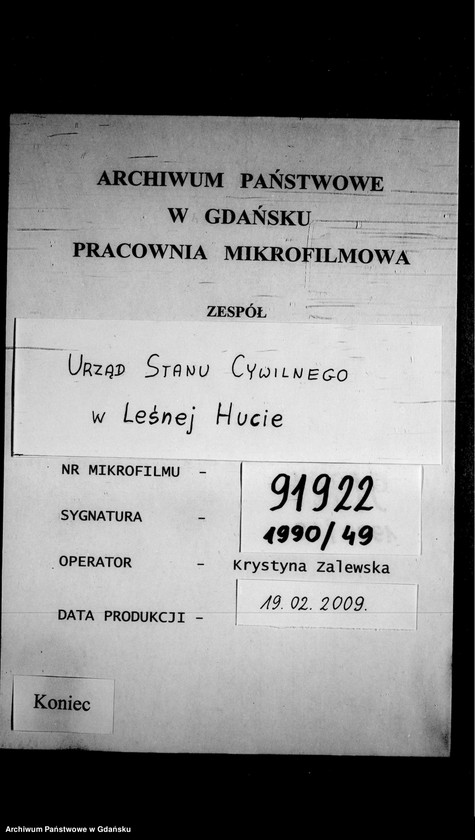 ARCHIWUM PAŃSTWOWE
W GDAŃSKU
PRACOWNIA MIKROFILMOWA
ZESPÓŁ
URZĄD STANU CYWILNEGO
w Leśnej Hucie
NR MIKROFILMU - 91922
SYGNATURA - 1990/49
OPERATOR - Krystyna Zalewska
DATA PRODUKCJI - 19.02.2009.
Koniec
Archiwum Państwowe w Gdańsku